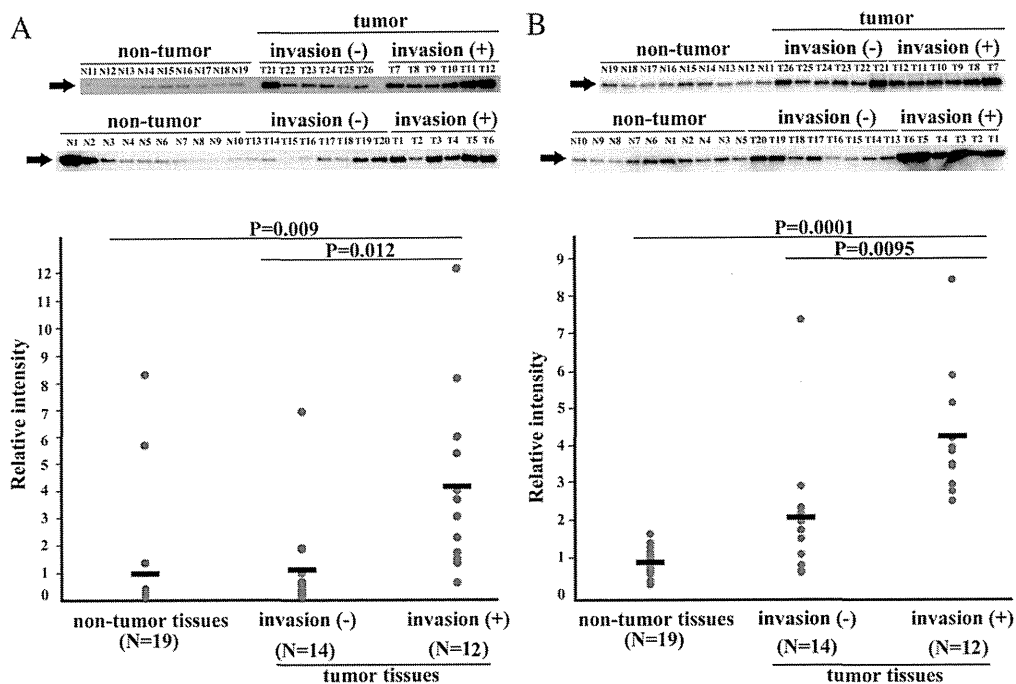 A
tumor
non-tumor invasion (-) invasion (+)
N11 N12 N13 N14 N15 N16 N17 N18 N19 T21 T22 T23 T24 T25 T26 T7 T8 T9 T10 T11 T12
non-tumor invasion (-) invasion (+)
N1 N2 N3 N4 N5 N6 N7 N8 N9 N10 T13 T14 T15 T16 T17 T18 T19 T20 T1 T2 T3 T4 T5 T6
P=0.009
P=0.012
Relative intensity
12
11
10
9
8
7
6
5
4
3
2
1
0
non-tumor tissues
(N=19)
invasion (-)
(N=14)
invasion (+)
(N=12)
tumor tissues
B
tumor
non-tumor invasion (-) invasion (+)
N19 N18 N17 N16 N15 N14 N13 N12 N11 T26 T25 T24 T23 T22 T21 T12 T11 T10 T9 T8 T7
non-tumor invasion (-) invasion (+)
N10 N9 N8 N7 N6 N1 N2 N4 N3 N5 T20 T19 T18 T17 T16 T15 T14 T13 T6 T5 T4 T3 T2 T1
P=0.0001
P=0.0095
Relative intensity
9
8
7
6
5
4
3
2
1
0
non-tumor tissues
(N=19)
invasion (-)
(N=14)
invasion (+)
(N=12)
tumor tissues